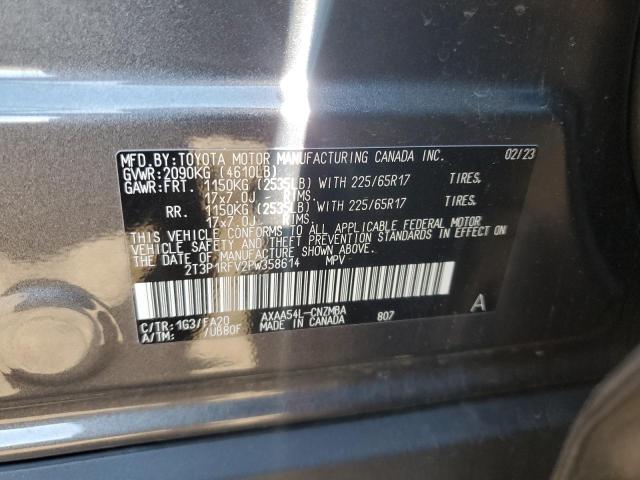 MFD.BY:TOYOTA MOTOR MANUFACTURING CANADA INC. 02/23
GVWR:2090KG (4610LB)
GAWR:FRT. 1150KG (2535LB) WITH 225/65R17 TIRES.
17x7.0J - RIMS.
RR. 1150KG (2535LB) WITH 225/65R17 TIRES.
17x7.0J - RIMS.
THIS VEHICLE CONFORMS TO ALL APPLICABLE FEDERAL MOTOR
VEHICLE SAFETY AND THEFT PREVENTION STANDARDS IN EFFECT ON
THE DATE OF MANUFACTURE SHOWN ABOVE.
2T3P1RFV2PW358614 MPV
C/TR:1G3/FA20 AXAA54L-CNZMBA A
A/TM: /UB80F MADE IN CANADA 807